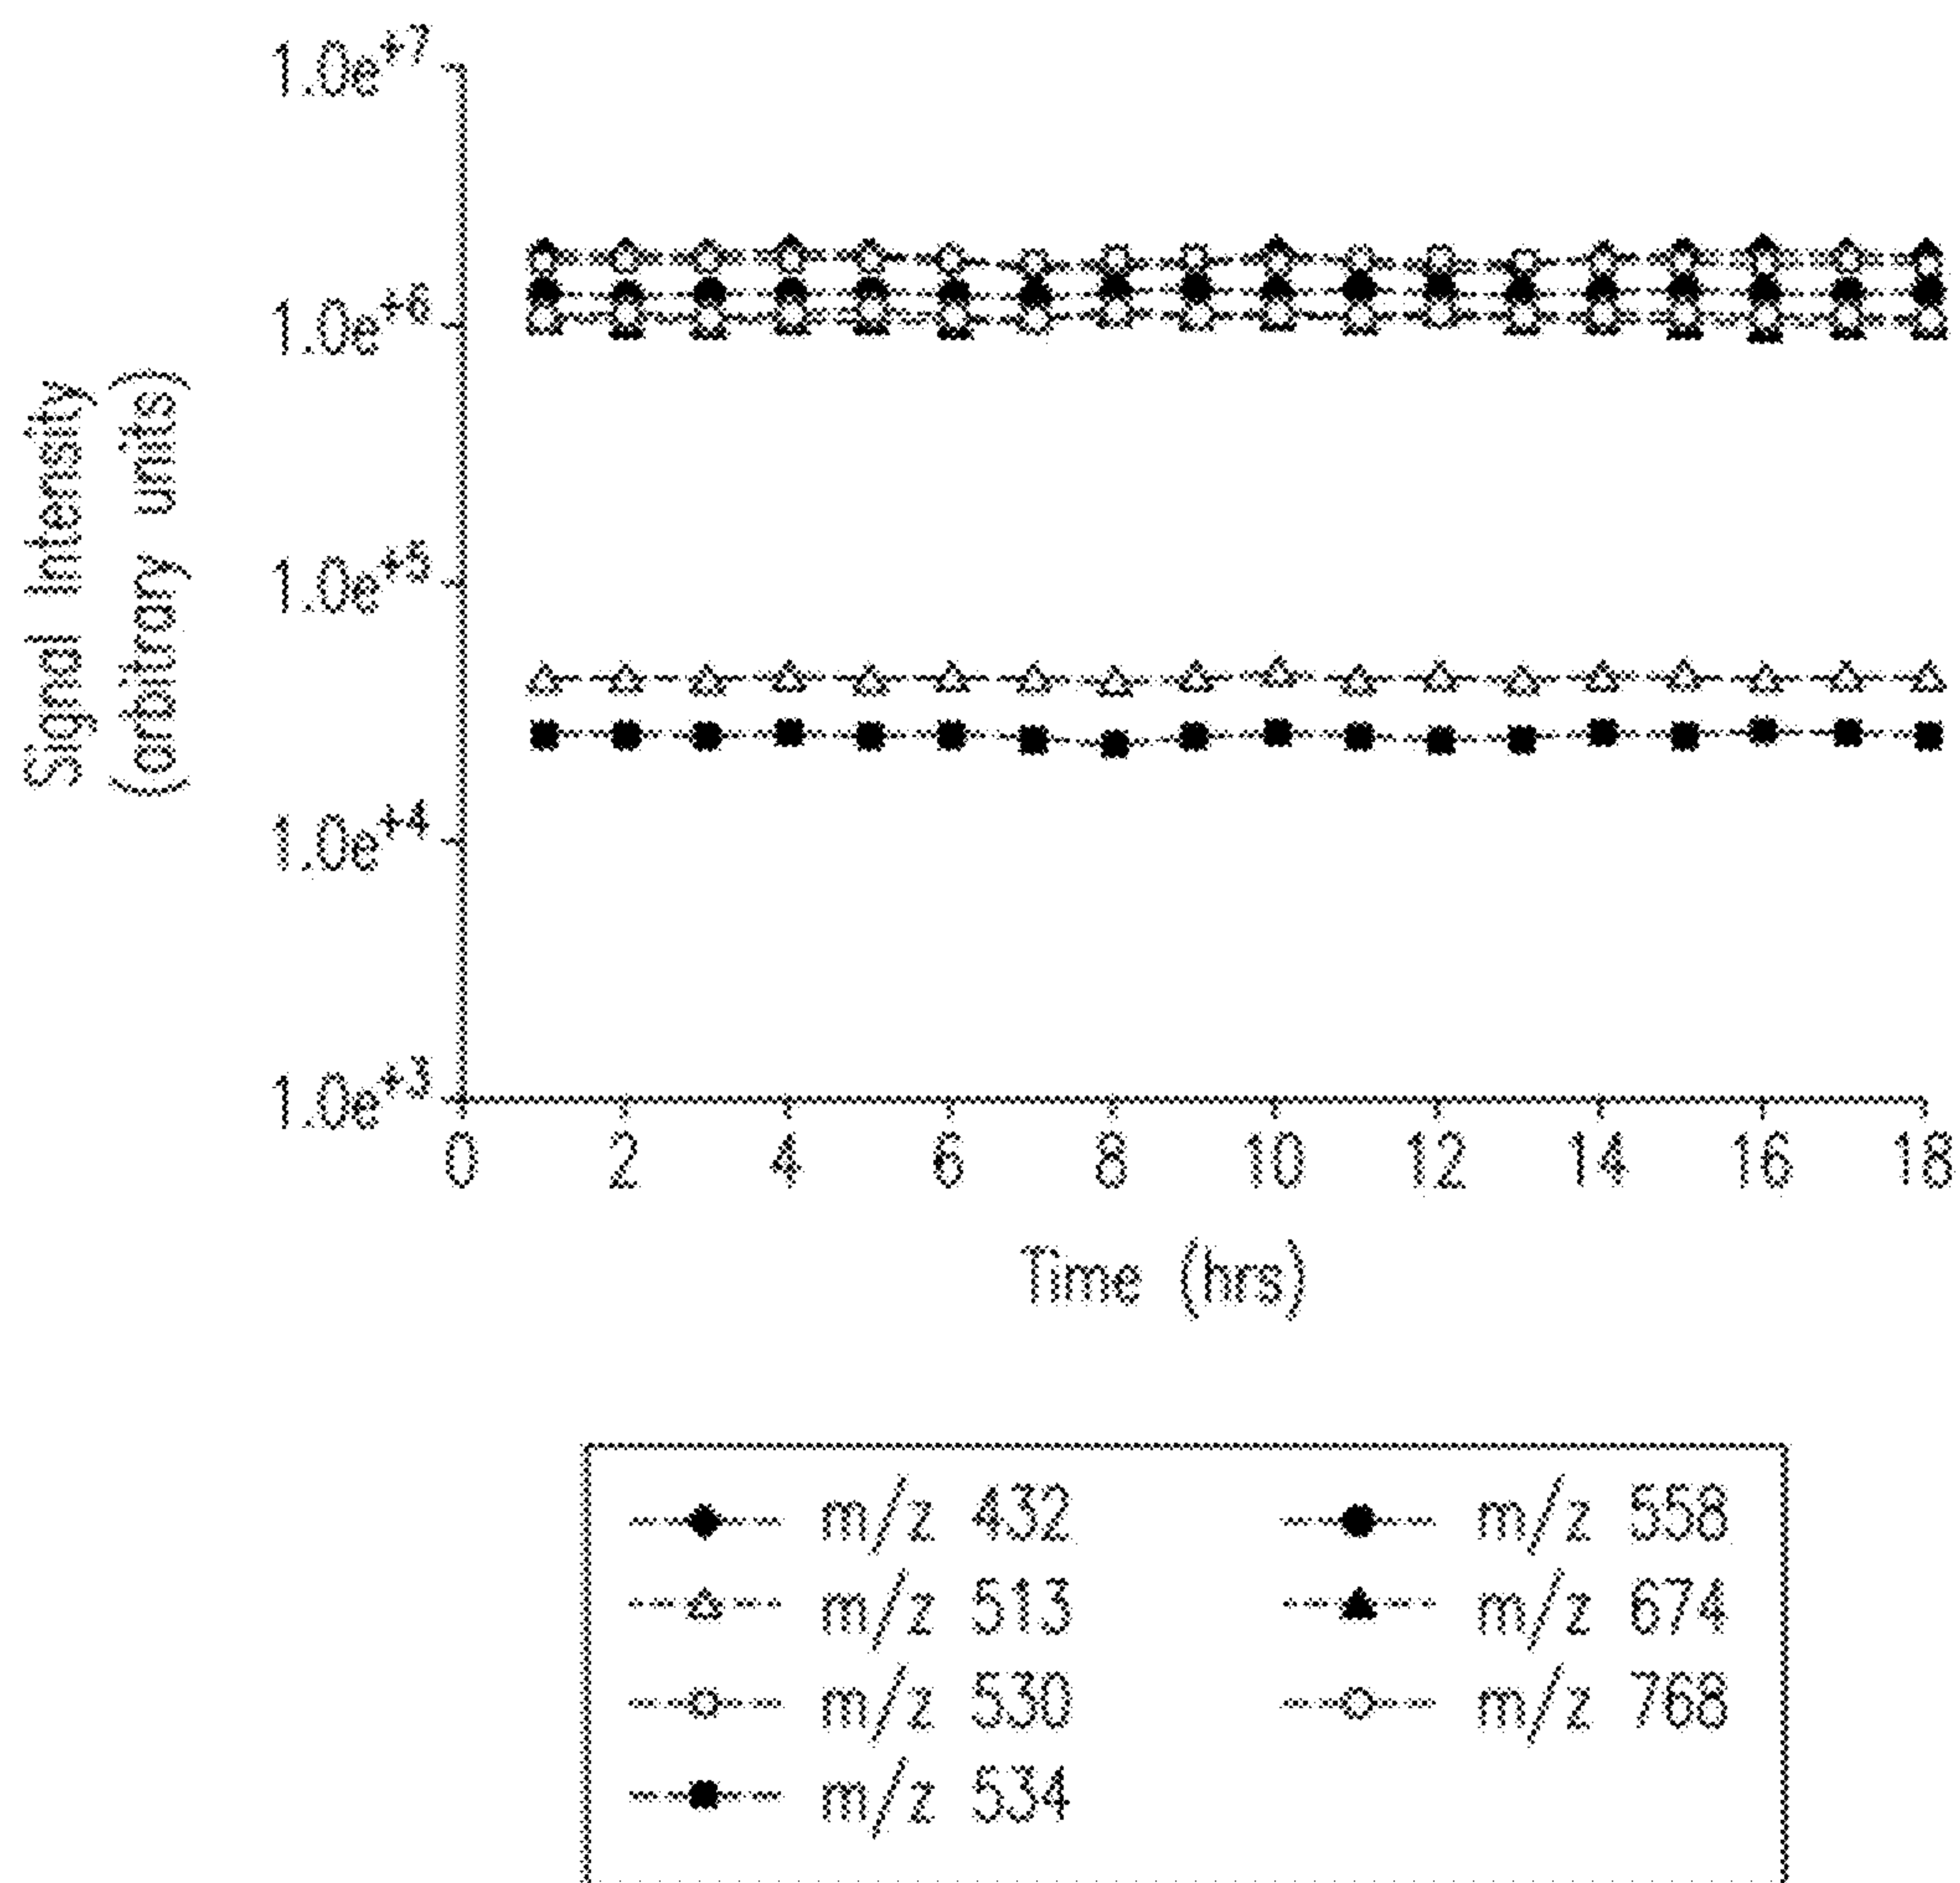 1.0e+7
1.0e+6
1.0e+5
1.0e+4
1.0e+3
Signal Intensity
(arbitrary units)
0 2 4 6 8 10 12 14 16 18
Time (hrs)
m/z 432 m/z 558
m/z 513 m/z 674
m/z 530 m/z 768
m/z 534